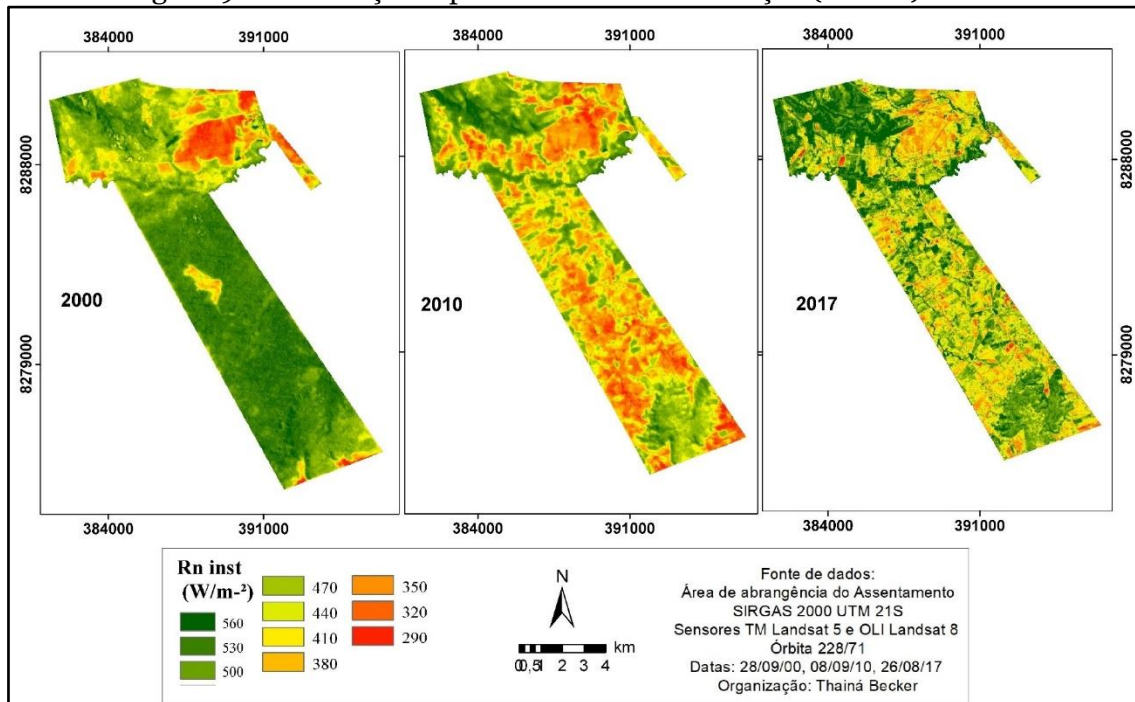 384000 391000 384000 391000 384000 391000
8288000 8288000
2000 2010 2017
8279000 8279000
384000 391000 384000 391000 384000 391000
Rn inst
(W/m-²)
560
530
500
470
440
410
380
350
320
290
N
km
0 0,5 1 2 3 4
Fonte de dados:
Área de abrangência do Assentamento
SIRGAS 2000 UTM 21S
Sensores TM Landsat 5 e OLI Landsat 8
Órbita 228/71
Datas: 28/09/00, 08/09/10, 26/08/17
Organização: Thainá Becker